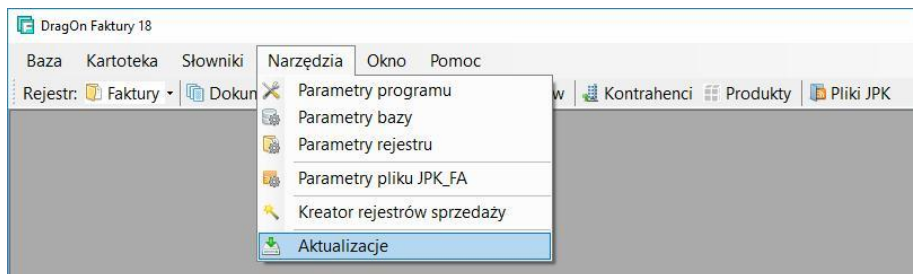 DragOn Faktury 18
Baza Kartoteka Słowniki Narzędzia Okno Pomoc
Rejestr: Faktury Dokum w Kontrahenci Produkty Pliki JPK
Parametry programu
Parametry bazy
Parametry rejestru
Parametry pliku JPK_FA
Kreator rejestrów sprzedaży
Aktualizacje